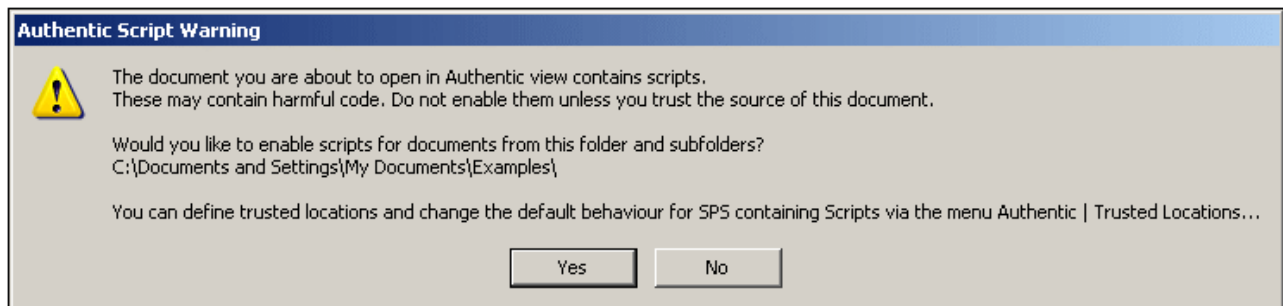 Authentic Script Warning
The document you are about to open in Authentic view contains scripts.
These may contain harmful code. Do not enable them unless you trust the source of this document.
Would you like to enable scripts for documents from this folder and subfolders?
C:\Documents and Settings\My Documents\Examples\
You can define trusted locations and change the default behaviour for SPS containing Scripts via the menu Authentic | Trusted Locations...
Yes No